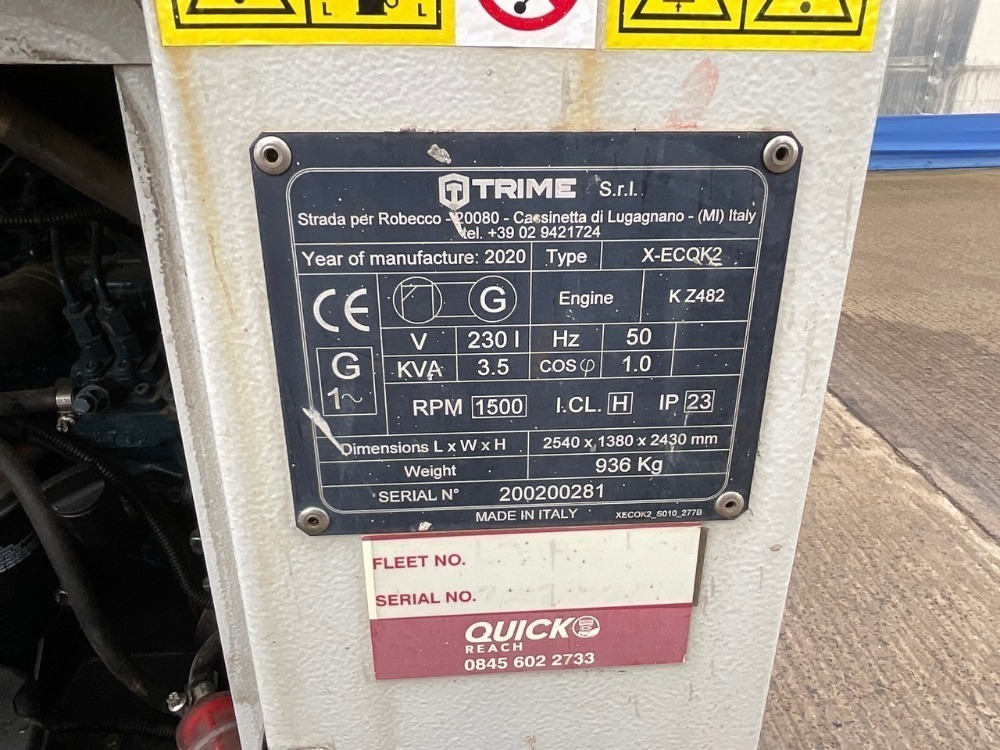 L L
TRIME S.r.l.
Strada per Robecco - 20080 - Cassinetta di Lugagnano - (MI) Italy
tel. +39 02 9421724
Year of manufacture: 2020 Type X-ECOK2
CE G Engine K Z482
V 230 I Hz 50
G KVA 3.5 COS φ 1.0
1~ RPM 1500 I.CL. H IP 23
Dimensions L x W x H 2540 x 1380 x 2430 mm
Weight 936 Kg
SERIAL N° 200200281
MADE IN ITALY XECOK2_S010_277B
FLEET NO.
SERIAL NO.
QUICK
REACH
0845 602 2733